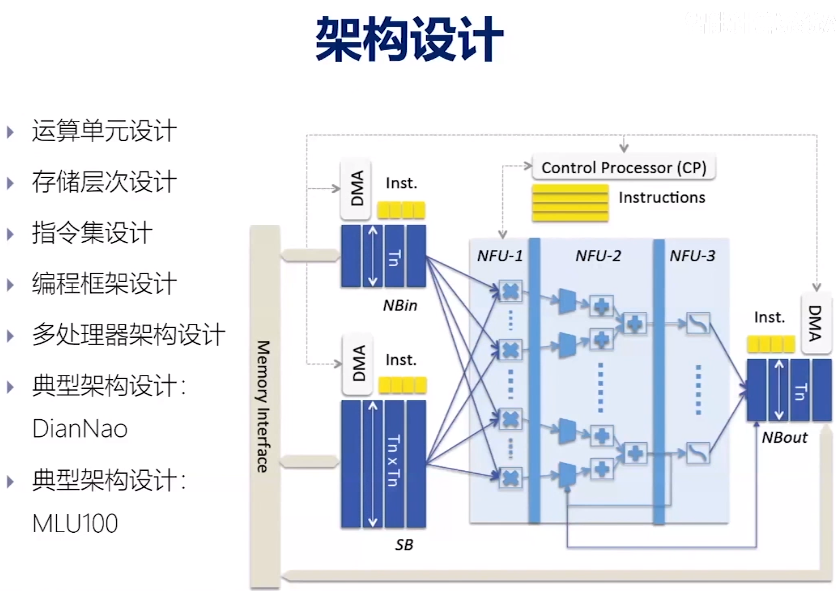 架构设计
运算单元设计
存储层次设计
指令集设计
编程框架设计
多处理器架构设计
典型架构设计：
DianNao
典型架构设计：
MLU100
Control Processor (CP)
Instructions
DMA
Inst.
Tn
NBin
DMA
Inst.
Tn x Tn
SB
Memory Interface
NFU-1
NFU-2
NFU-3
DMA
Inst.
Tn
NBout